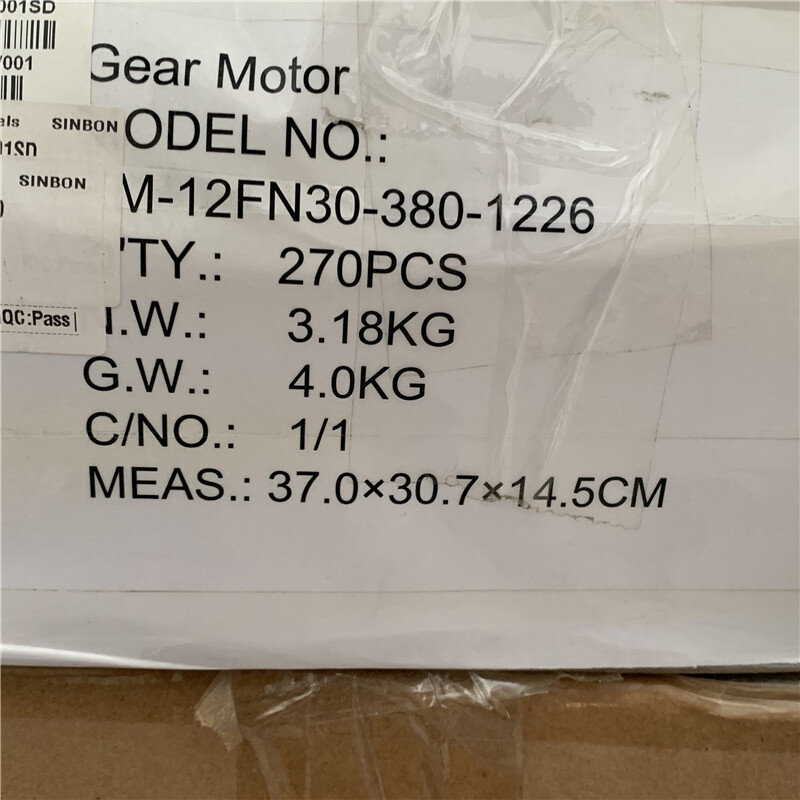 001SD
/001
els SINBON
01SD
SINBON
QC:Pass
Gear Motor
ODEL NO.:
M-12FN30-380-1226
'TY.: 270PCS
.W.: 3.18KG
G.W.: 4.0KG
C/NO.: 1/1
MEAS.: 37.0×30.7×14.5CM